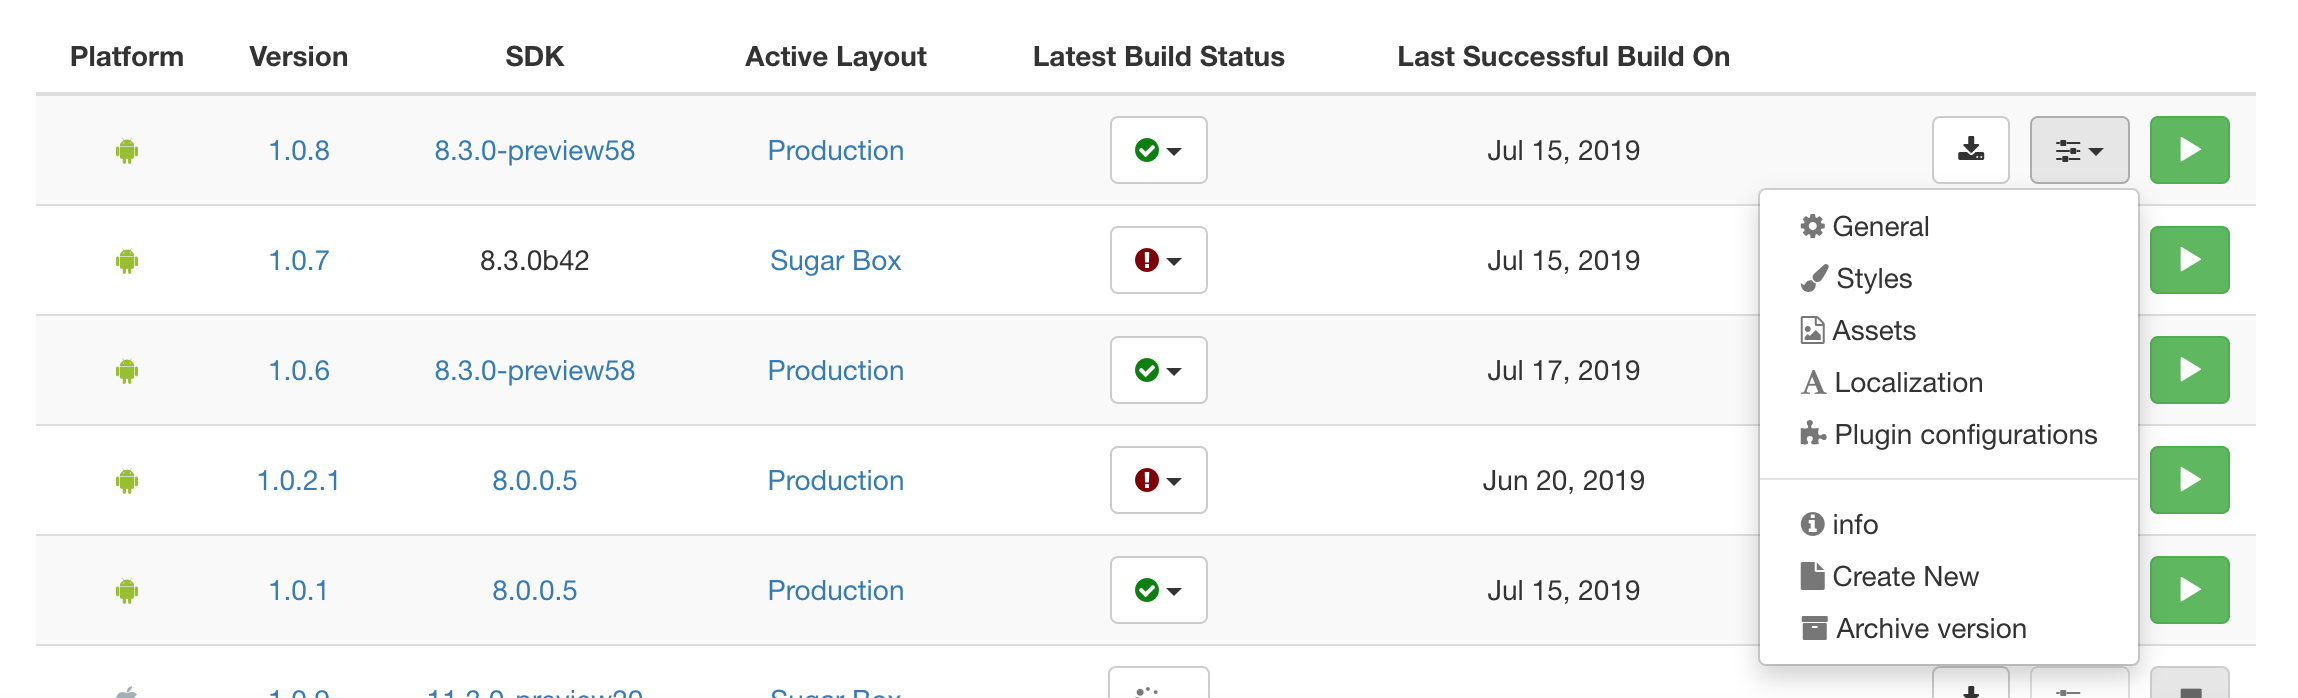 Platform Version SDK Active Layout Latest Build Status Last Successful Build On
1.0.8 8.3.0-preview58 Production Jul 15, 2019
1.0.7 8.3.0b42 Sugar Box Jul 15, 2019
1.0.6 8.3.0-preview58 Production Jul 17, 2019
1.0.2.1 8.0.0.5 Production Jun 20, 2019
1.0.1 8.0.0.5 Production Jul 15, 2019
General
Styles
Assets
Localization
Plugin configurations
info
Create New
Archive version